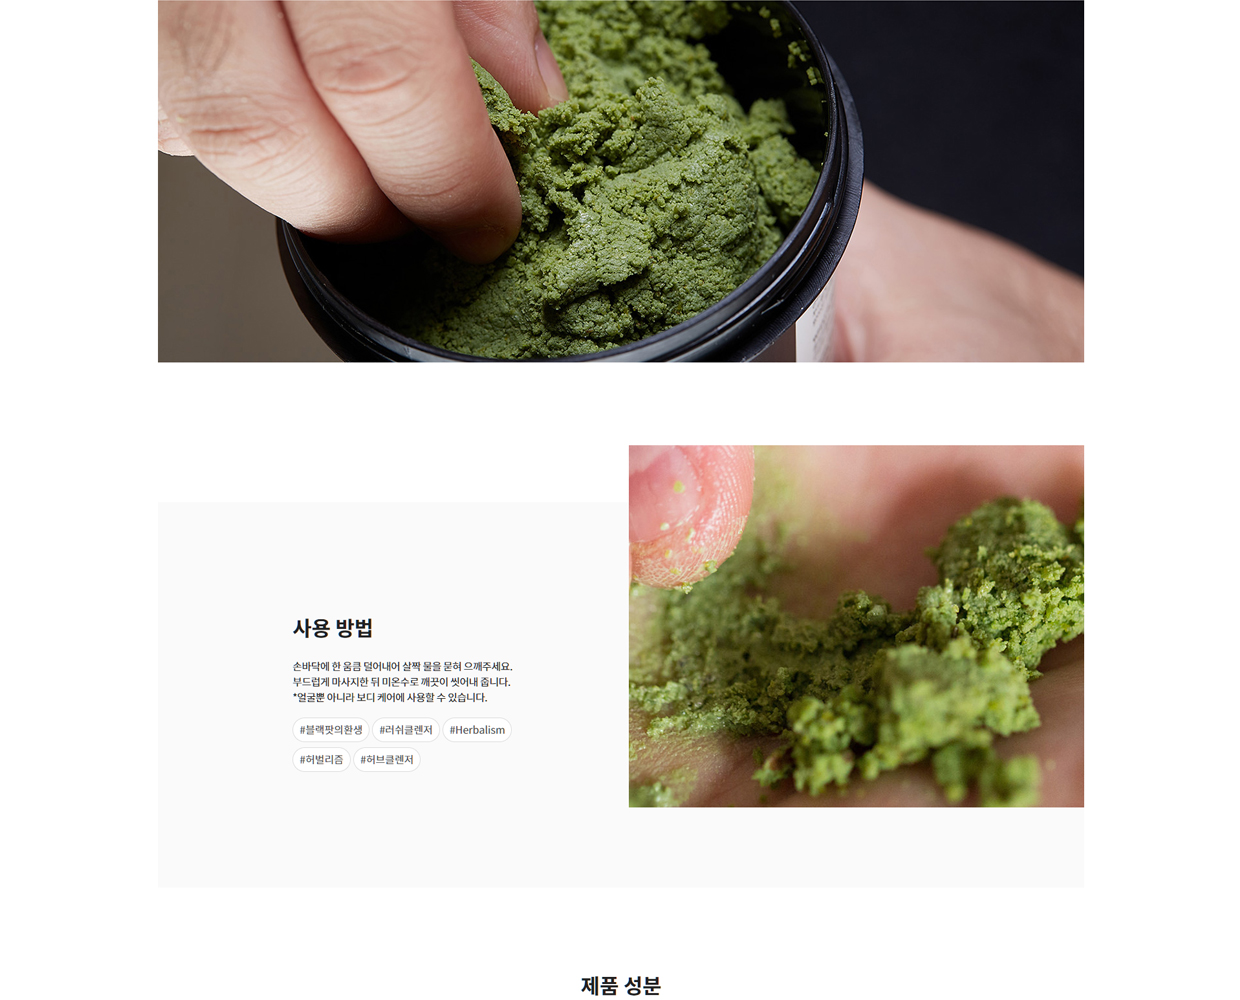 사용 방법
손바닥에 한 움큼 덜어내어 살짝 물을 묻혀 으깨주세요.
부드럽게 마사지한 뒤 미온수로 깨끗이 씻어내 줍니다.
*얼굴뿐 아니라 보디 케어에 사용할 수 있습니다.
#블랙팟의환생 #러쉬클렌저 #Herbalism
#허벌리즘 #허브클렌저
제품 성분